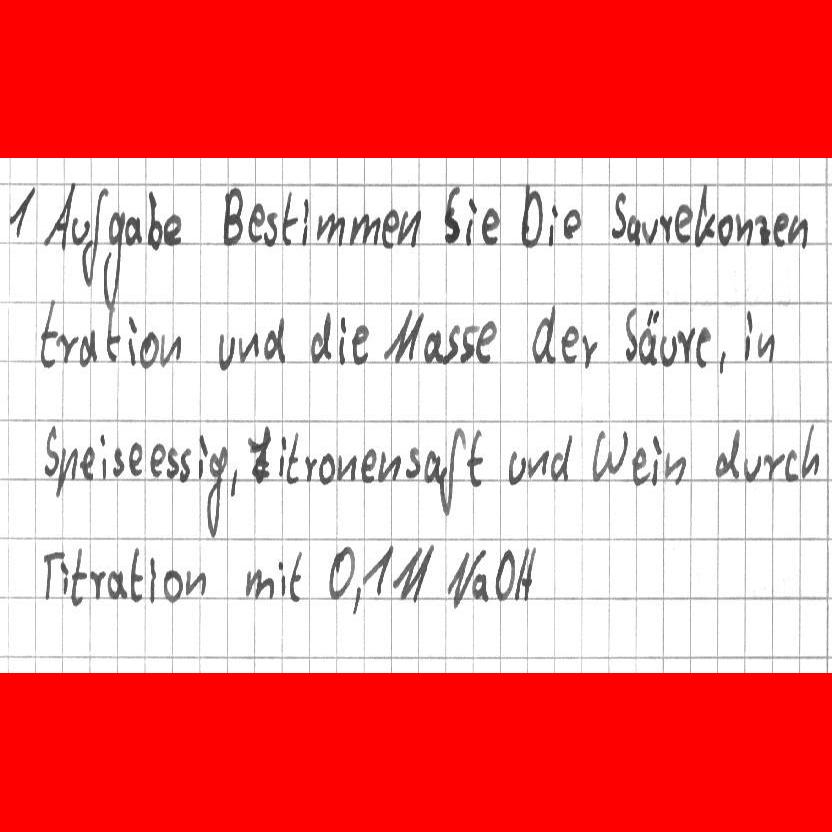 1 Aufgabe Bestimmen Sie Die Saurekonzen
tration und die Masse der Säure, in
Speiseessig, Zitronensaft und Wein durch
Titration mit 0,1M NaOH